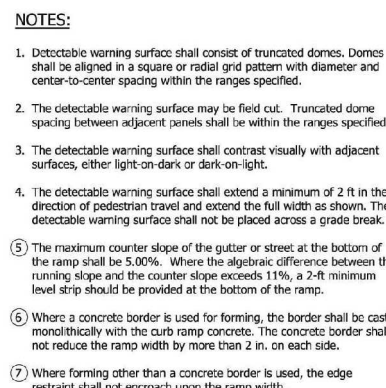 NOTES:
1. Detectable warning surface shall consist of truncated domes. Domes
shall be aligned in a square or radial grid pattern with diameter and
center-to-center spacing within the ranges specified.
2. The detectable warning surface may be field cut. Truncated dome
spacing between adjacent panels shall be within the ranges specified
3. The detectable warning surface shall contrast visually with adjacent
surfaces, either light-on-dark or dark-on-light.
4. The detectable warning surface shall extend a minimum of 2 ft in the
direction of pedestrian travel and extend the full width as shown. The
detectable warning surface shall not be placed across a grade break.
5 The maximum counter slope of the gutter or street at the bottom of
the ramp shall be 5.00%. Where the algebraic difference between th
running slope and the counter slope exceeds 11%, a 2-ft minimum
level strip should be provided at the bottom of the ramp.
6 Where a concrete border is used for forming, the border shall be cast
monolithically with the curb ramp concrete. The concrete border shal
not reduce the ramp width by more than 2 in. on each side.
7 Where forming other than a concrete border is used, the edge
restraint shall not encroach upon the ramp width